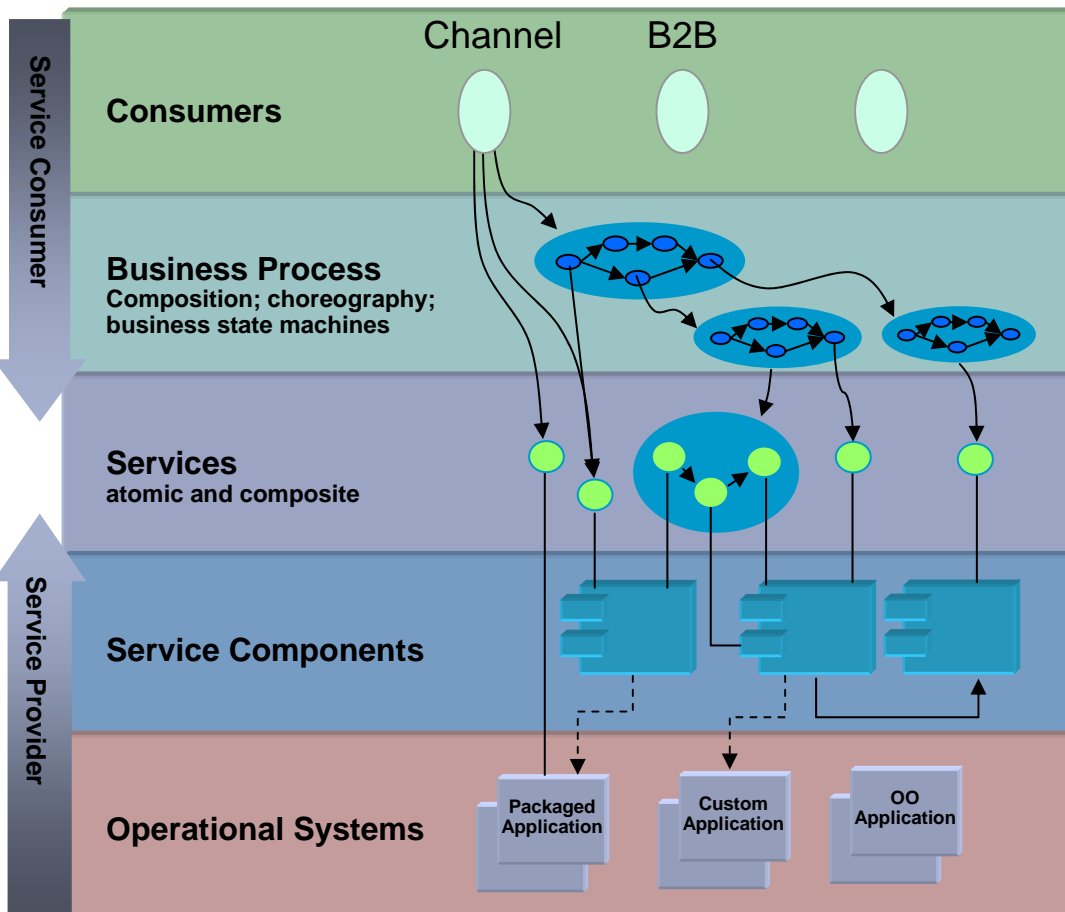 Channel
B2B
Service Consumer
Consumers
Business Process
Composition; choreography;
business state machines
Services
atomic and composite
Service Provider
Service Components
Operational Systems
Packaged
Application
Custom
Application
OO
Application